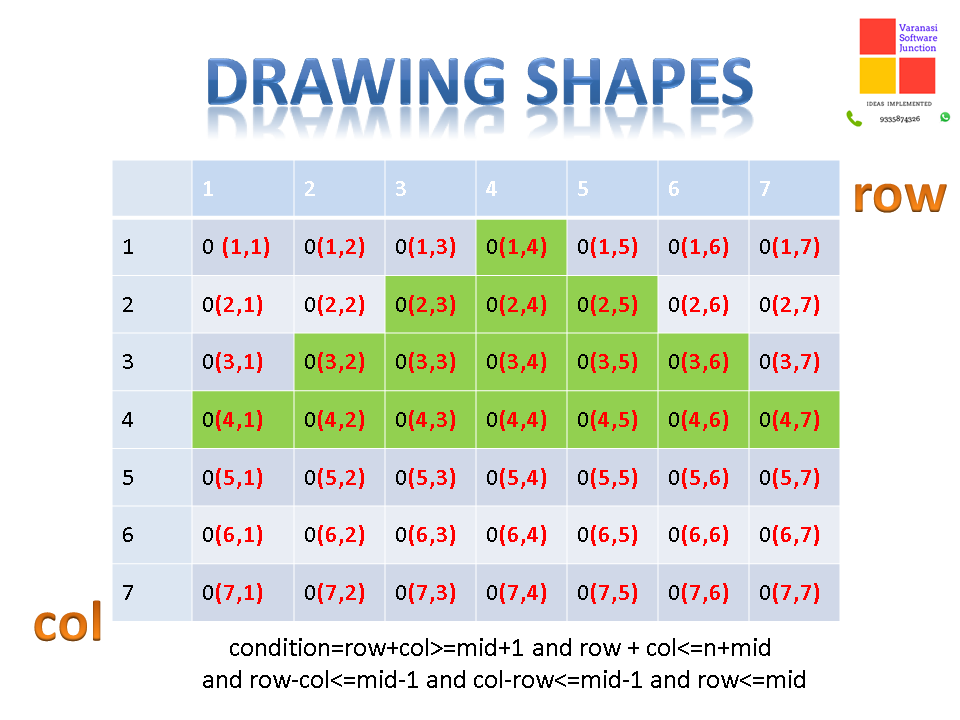 Varanasi
Software
Junction
IDEAS IMPLEMENTED
9335874326
DRAWING SHAPES
row
1 2 3 4 5 6 7
1 0 (1,1) 0(1,2) 0(1,3) 0(1,4) 0(1,5) 0(1,6) 0(1,7)
2 0(2,1) 0(2,2) 0(2,3) 0(2,4) 0(2,5) 0(2,6) 0(2,7)
3 0(3,1) 0(3,2) 0(3,3) 0(3,4) 0(3,5) 0(3,6) 0(3,7)
4 0(4,1) 0(4,2) 0(4,3) 0(4,4) 0(4,5) 0(4,6) 0(4,7)
5 0(5,1) 0(5,2) 0(5,3) 0(5,4) 0(5,5) 0(5,6) 0(5,7)
6 0(6,1) 0(6,2) 0(6,3) 0(6,4) 0(6,5) 0(6,6) 0(6,7)
7 0(7,1) 0(7,2) 0(7,3) 0(7,4) 0(7,5) 0(7,6) 0(7,7)
col
condition=row+col>=mid+1 and row + col<=n+mid
and row-col<=mid-1 and col-row<=mid-1 and row<=mid